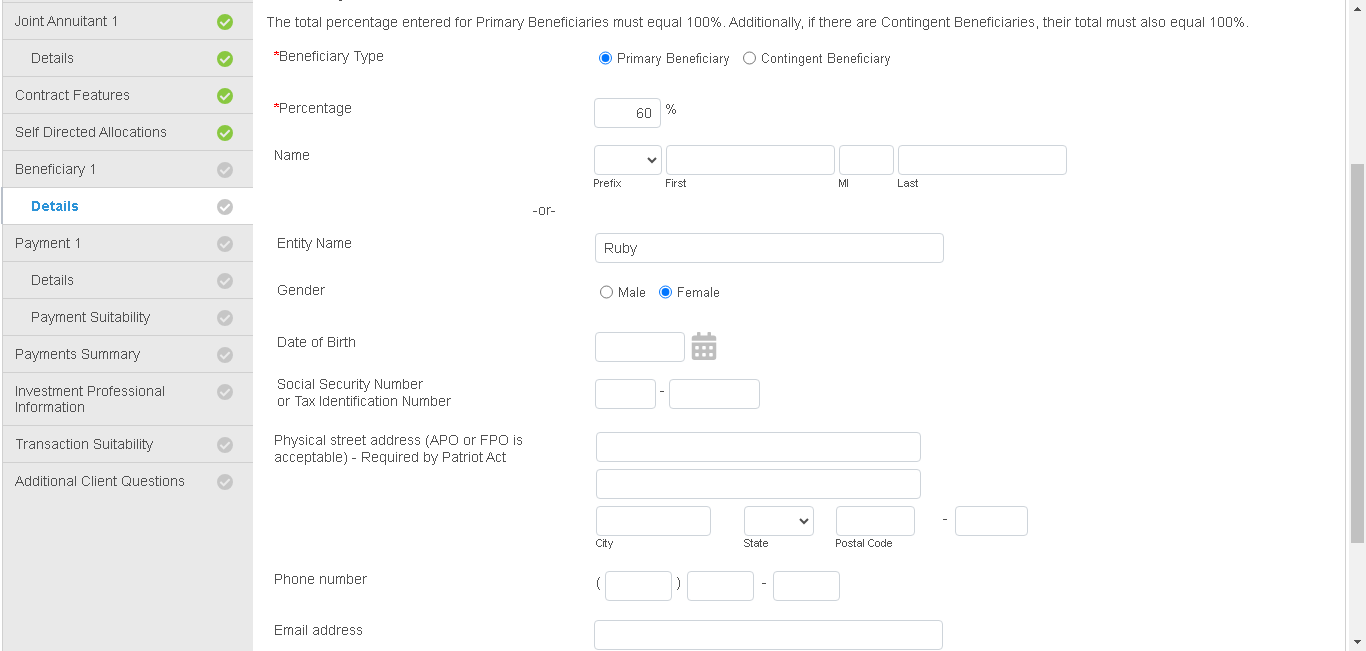 Joint Annuitant 1
Details
Contract Features
Self Directed Allocations
Beneficiary 1
Details
Payment 1
Details
Payment Suitability
Payments Summary
Investment Professional
Information
Transaction Suitability
Additional Client Questions
The total percentage entered for Primary Beneficiaries must equal 100%. Additionally, if there are Contingent Beneficiaries, their total must also equal 100%.
*Beneficiary Type
Primary Beneficiary Contingent Beneficiary
*Percentage
60 %
Name
Prefix First MI Last
-or-
Entity Name
Ruby
Gender
Male Female
Date of Birth
Social Security Number
or Tax Identification Number
-
Physical street address (APO or FPO is
acceptable) - Required by Patriot Act
-
City State Postal Code
Phone number
( ) -
Email address